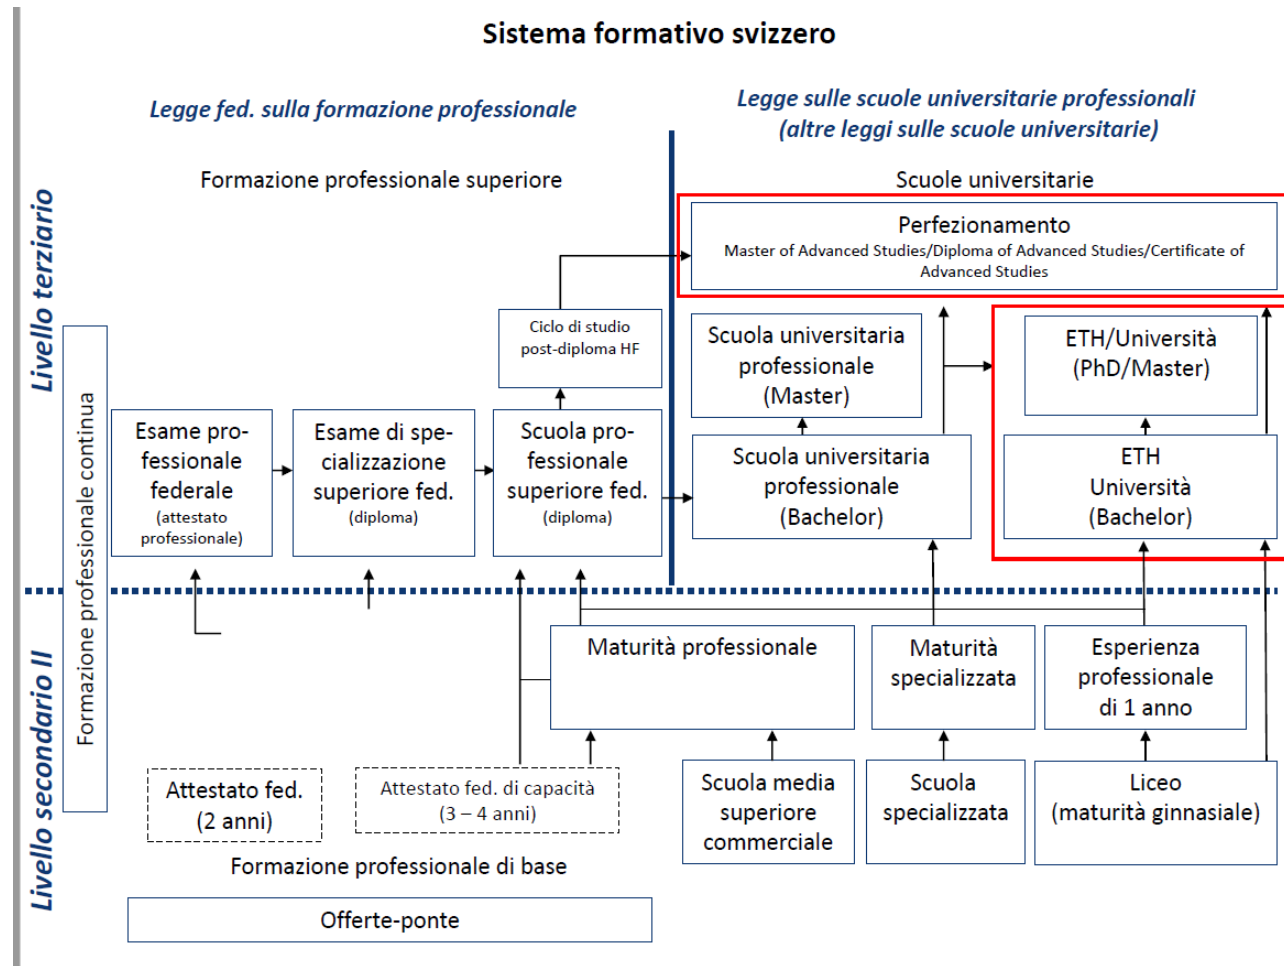 Sistema formativo svizzero
Legge fed. sulla formazione professionale
Legge sulle scuole universitarie professionali
(altre leggi sulle scuole universitarie)
Livello terziario
Formazione professionale superiore
Scuole universitarie
Perfezionamento
Master of Advanced Studies/Diploma of Advanced Studies/Certificate of
Advanced Studies
Ciclo di studio
post-diploma HF
Scuola universitaria
professionale
(Master)
ETH/Università
(PhD/Master)
Formazione professionale continua
Esame pro-
fessionale
federale
(attestato
professionale)
Esame di spe-
cializzazione
superiore fed.
(diploma)
Scuola pro-
fessionale
superiore fed.
(diploma)
Scuola universitaria
professionale
(Bachelor)
ETH
Università
(Bachelor)
Livello secondario II
Maturità professionale
Maturità
specializzata
Esperienza
professionale
di 1 anno
Attestato fed.
(2 anni)
Attestato fed. di capacità
(3 – 4 anni)
Scuola media
superiore
commerciale
Scuola
specializzata
Liceo
(maturità ginnasiale)
Formazione professionale di base
Offerte-ponte